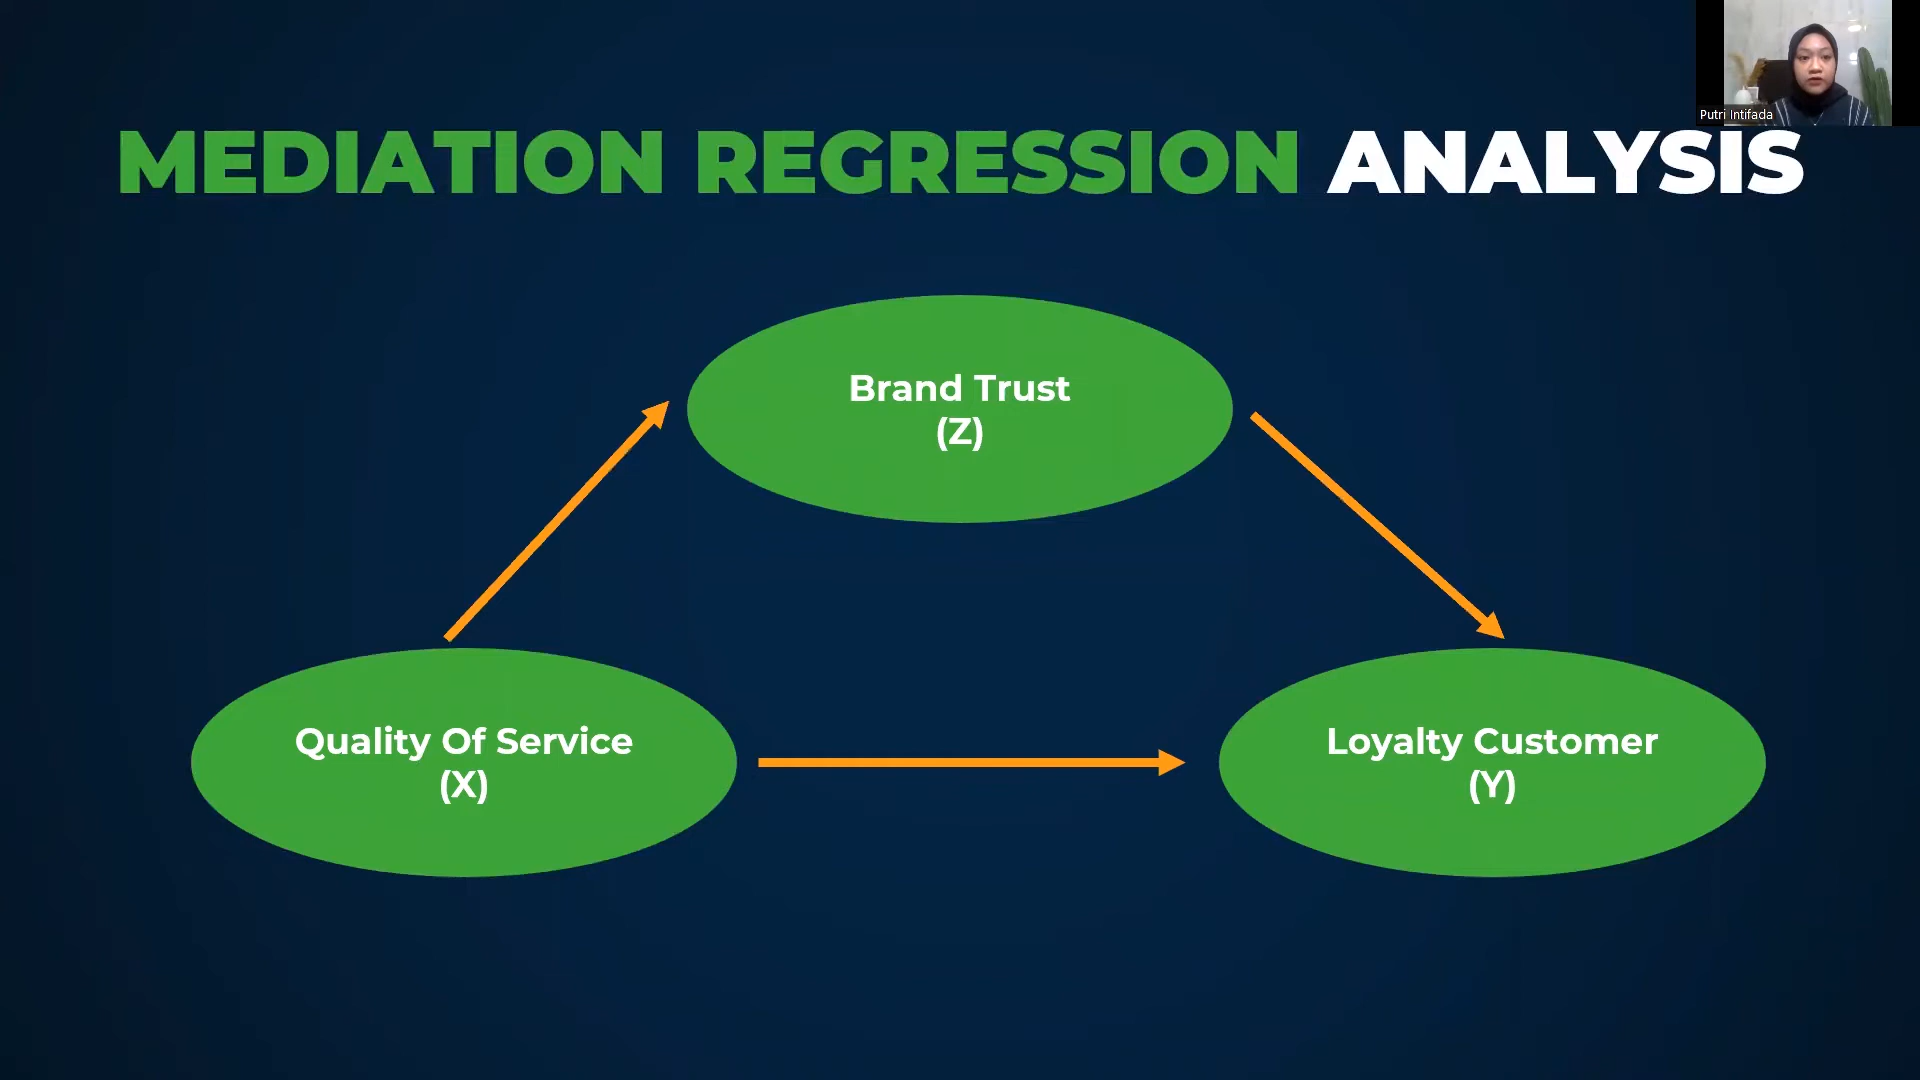 Putri Intifada
MEDIATION REGRESSION ANALYSIS
Brand Trust
(Z)
Quality Of Service
(X)
Loyalty Customer
(Y)